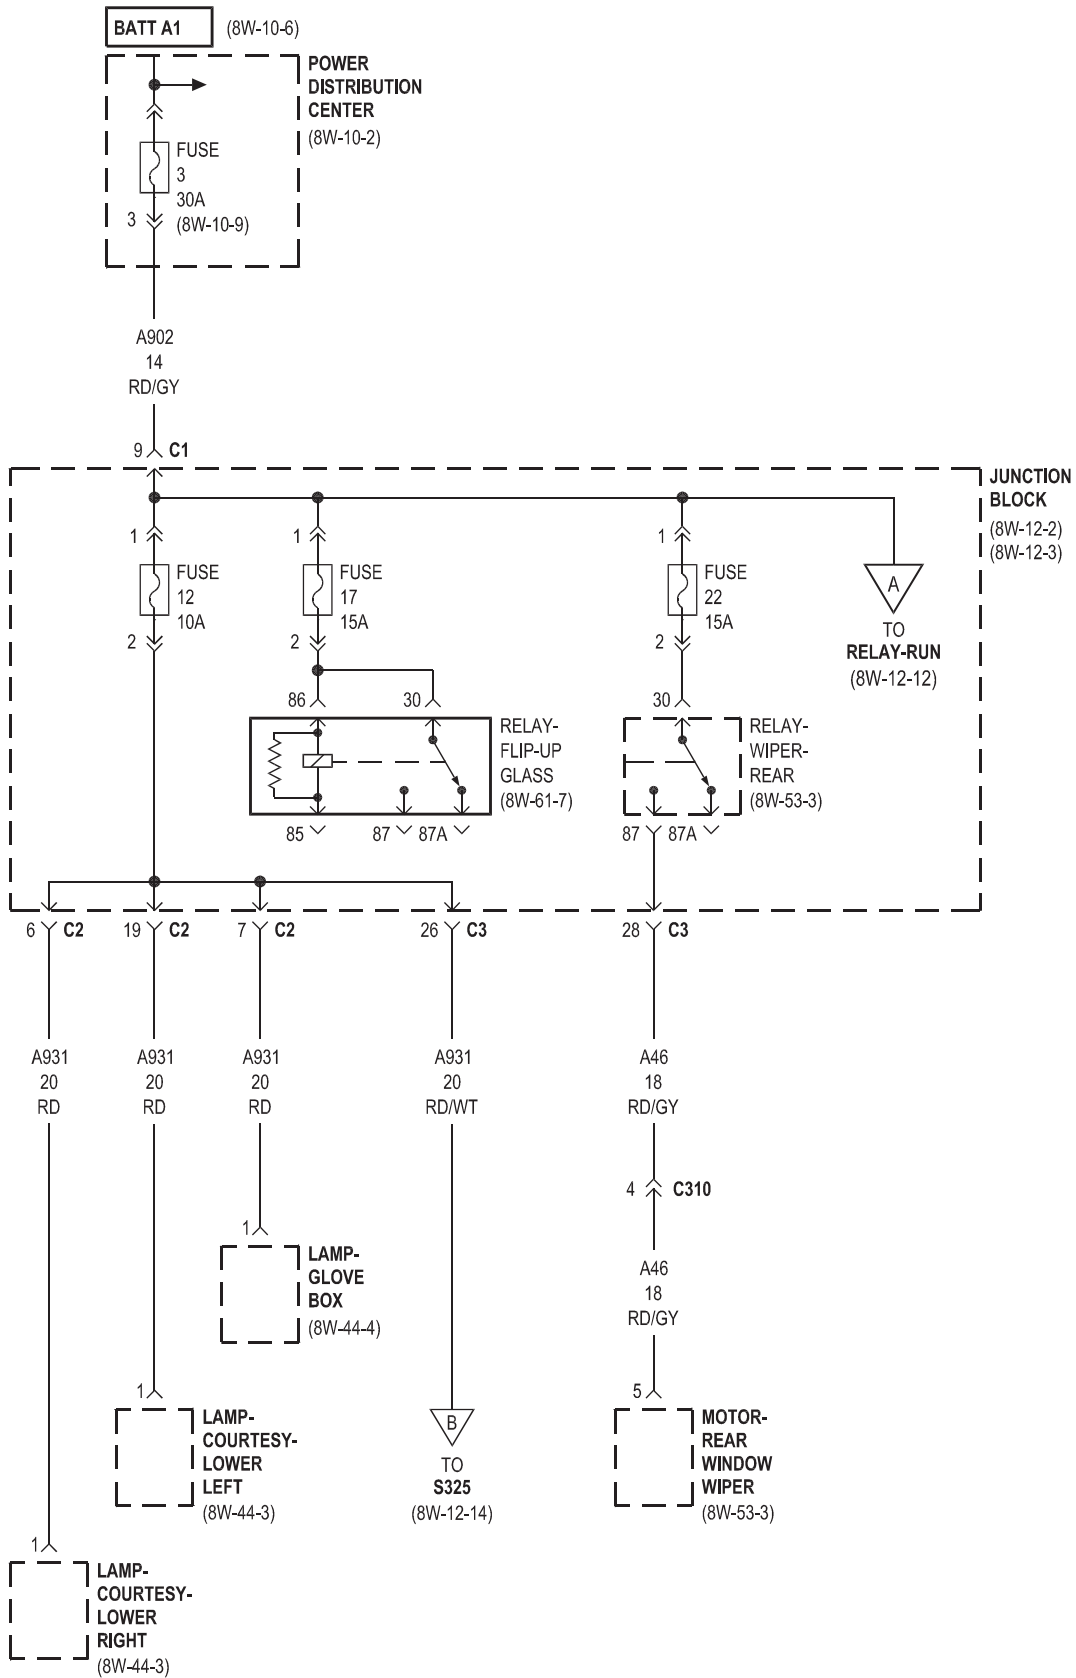 BATT A1
(8W-10-6)
POWER
DISTRIBUTION
CENTER
(8W-10-2)
FUSE
3
30A
(8W-10-9)
3
A902
14
RD/GY
9
C1
JUNCTION
BLOCK
(8W-12-2)
(8W-12-3)
1
FUSE
12
10A
2
1
FUSE
17
15A
2
1
FUSE
22
15A
2
A
TO
RELAY-RUN
(8W-12-12)
86
30
RELAY-
FLIP-UP
GLASS
(8W-61-7)
85
87
87A
30
RELAY-
WIPER-
REAR
(8W-53-3)
87
87A
6
C2
19
C2
7
C2
26
C3
28
C3
A931
20
RD
A931
20
RD
A931
20
RD
A931
20
RD/WT
A46
18
RD/GY
4
C310
A46
18
RD/GY
1
LAMP-
GLOVE
BOX
(8W-44-4)
1
LAMP-
COURTESY-
LOWER
LEFT
(8W-44-3)
B
TO
S325
(8W-12-14)
5
MOTOR-
REAR
WINDOW
WIPER
(8W-53-3)
1
LAMP-
COURTESY-
LOWER
RIGHT
(8W-44-3)